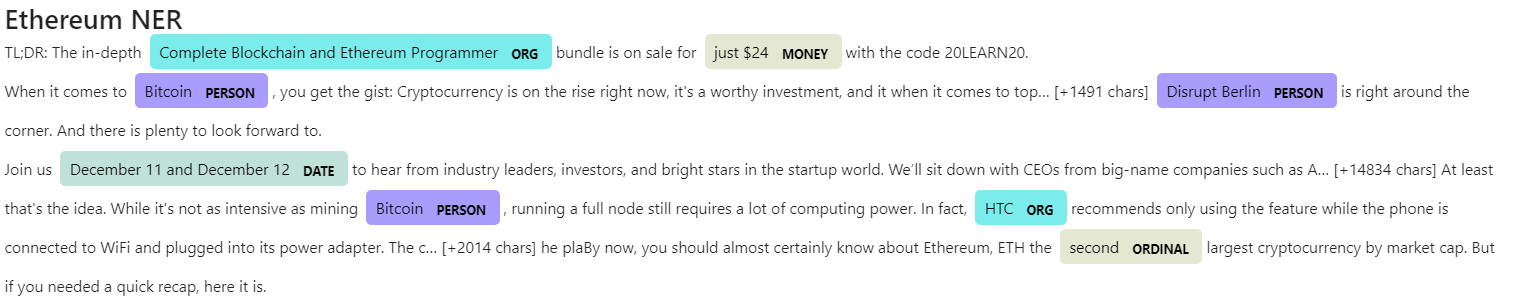 Ethereum NER
TL;DR: The in-depth Complete Blockchain and Ethereum Programmer ORG bundle is on sale for just $24 MONEY with the code 20LEARN20.
When it comes to Bitcoin PERSON , you get the gist: Cryptocurrency is on the rise right now, it's a worthy investment, and it when it comes to top… [+1491 chars] Disrupt Berlin PERSON is right around the
corner. And there is plenty to look forward to.
Join us December 11 and December 12 DATE to hear from industry leaders, investors, and bright stars in the startup world. We’ll sit down with CEOs from big-name companies such as A… [+14834 chars] At least
that's the idea. While it's not as intensive as mining Bitcoin PERSON , running a full node still requires a lot of computing power. In fact, HTC ORG recommends only using the feature while the phone is
connected to WiFi and plugged into its power adapter. The c… [+2014 chars] he plaBy now, you should almost certainly know about Ethereum, ETH the second ORDINAL largest cryptocurrency by market cap. But
if you needed a quick recap, here it is.